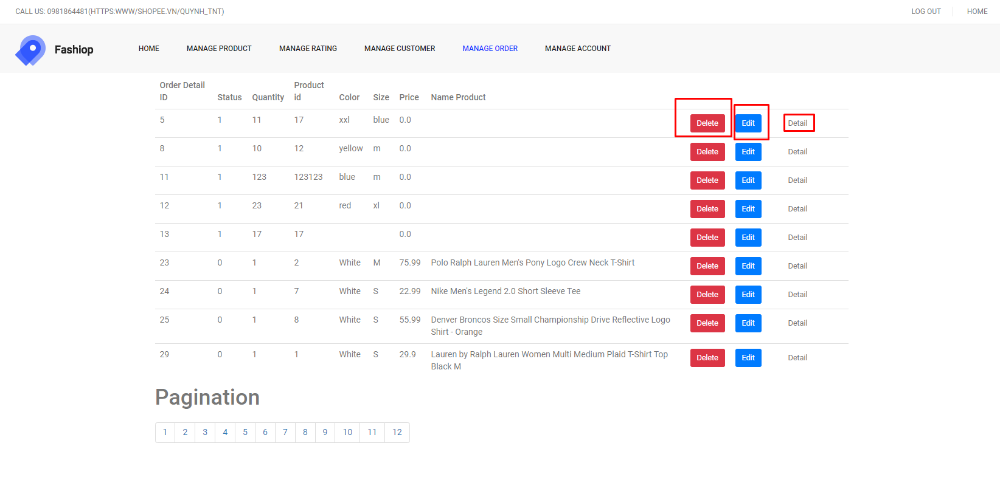 CALL US: 0981864481(HTTPS:WWW/SHOPEE.VN/QUYNH_TNT) LOG OUT HOME
Fashiop HOME MANAGE PRODUCT MANAGE RATING MANAGE CUSTOMER MANAGE ORDER MANAGE ACCOUNT
Order Detail ID Status Quantity Product id Color Size Price Name Product
5 1 11 17 xxl blue 0.0 Delete Edit Detail
8 1 10 12 yellow m 0.0 Delete Edit Detail
11 1 123 123123 blue m 0.0 Delete Edit Detail
12 1 23 21 red xl 0.0 Delete Edit Detail
13 1 17 17 0.0 Delete Edit Detail
23 0 1 2 White M 75.99 Polo Ralph Lauren Men's Pony Logo Crew Neck T-Shirt Delete Edit Detail
24 0 1 7 White S 22.99 Nike Men's Legend 2.0 Short Sleeve Tee Delete Edit Detail
25 0 1 8 White S 55.99 Denver Broncos Size Small Championship Drive Reflective Logo Delete Edit Detail
Shirt - Orange
29 0 1 1 White S 29.9 Lauren by Ralph Lauren Women Multi Medium Plaid T-Shirt Top Delete Edit Detail
Black M
Pagination
1 2 3 4 5 6 7 8 9 10 11 12